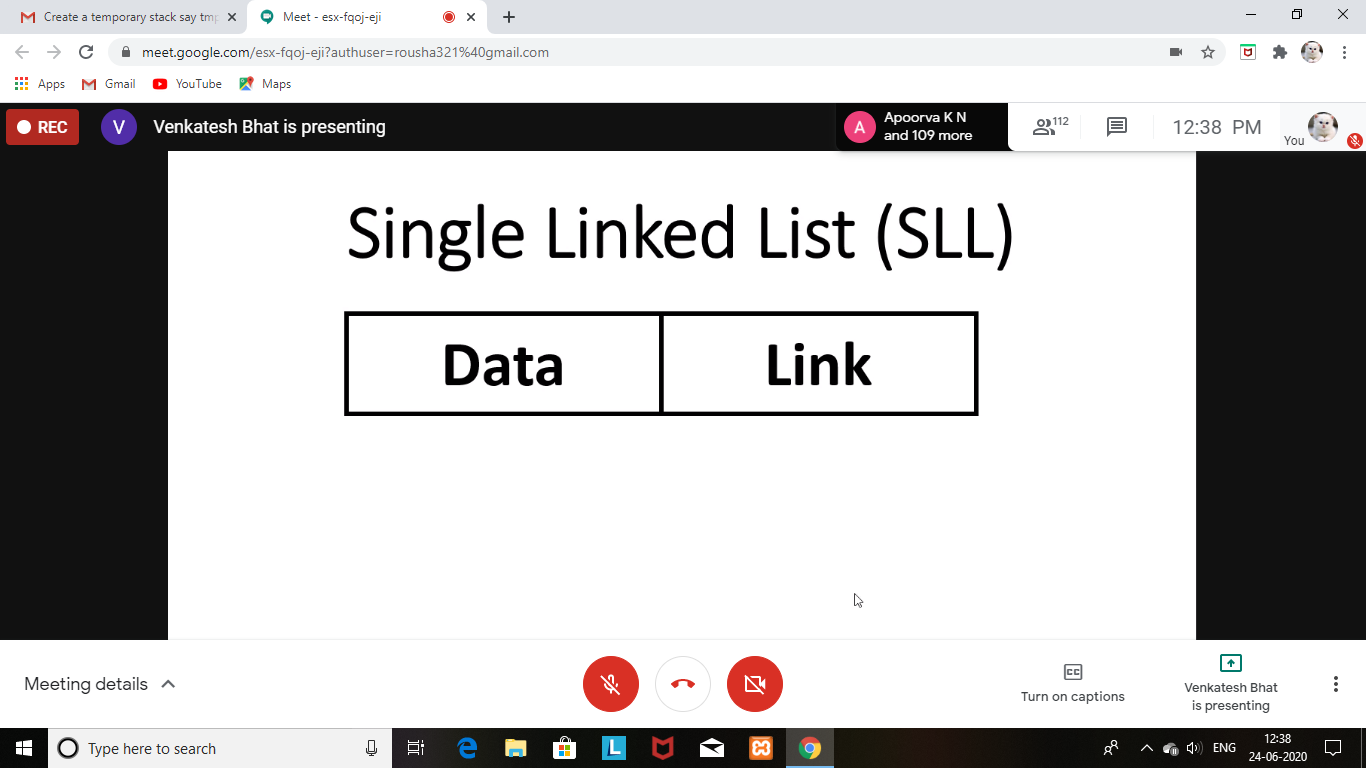 Create a temporary stack say tmp
Meet - esx-fqoj-eji
meet.google.com/esx-fqoj-eji?authuser=rousha321%40gmail.com
Apps
Gmail
YouTube
Maps
REC
V
Venkatesh Bhat is presenting
A
Apoorva K N
and 109 more
112
12:38 PM
You
Single Linked List (SLL)
Data
Link
Meeting details
CC
Turn on captions
Venkatesh Bhat
is presenting
Type here to search
L
ENG
12:38
24-06-2020